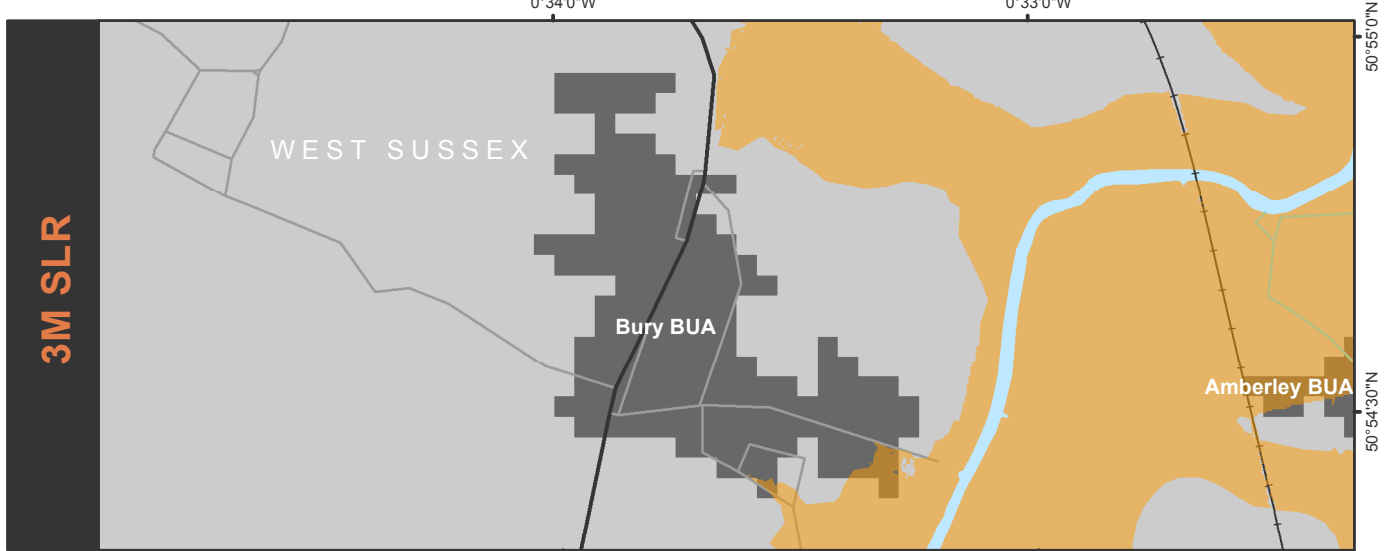 0°34'0"W
0°33'0"W
50°55'0"N
WEST SUSSEX
3M SLR
Bury BUA
Amberley BUA
50°54'30"N